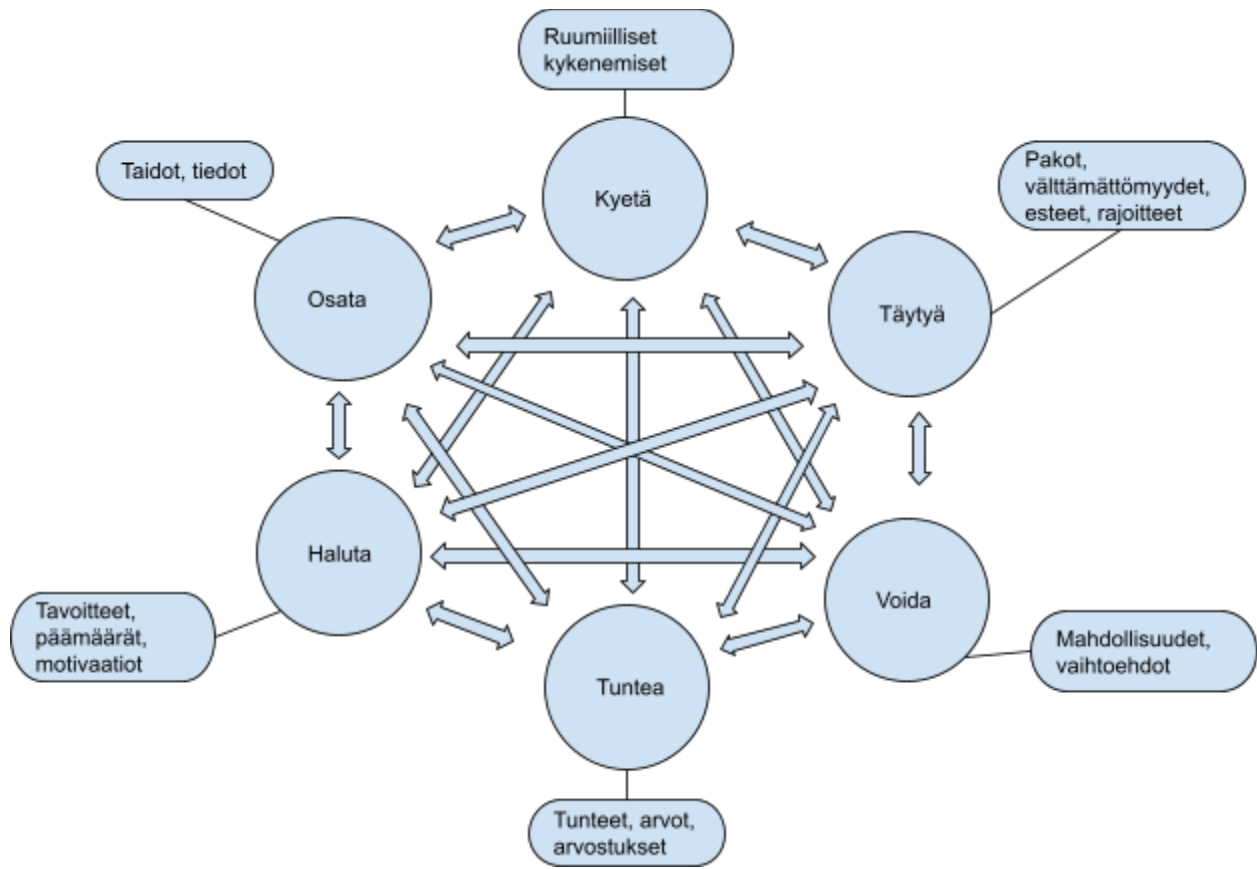 Ruumiilliset
kykenemiset
Kyetä
Taidot, tiedot
Osata
Pakot,
välttämättömyydet,
esteet, rajoitteet
Täytyä
Haluta
Tavoitteet,
päämäärät,
motivaatiot
Voida
Mahdollisuudet,
vaihtoehdot
Tuntea
Tunteet, arvot,
arvostukset